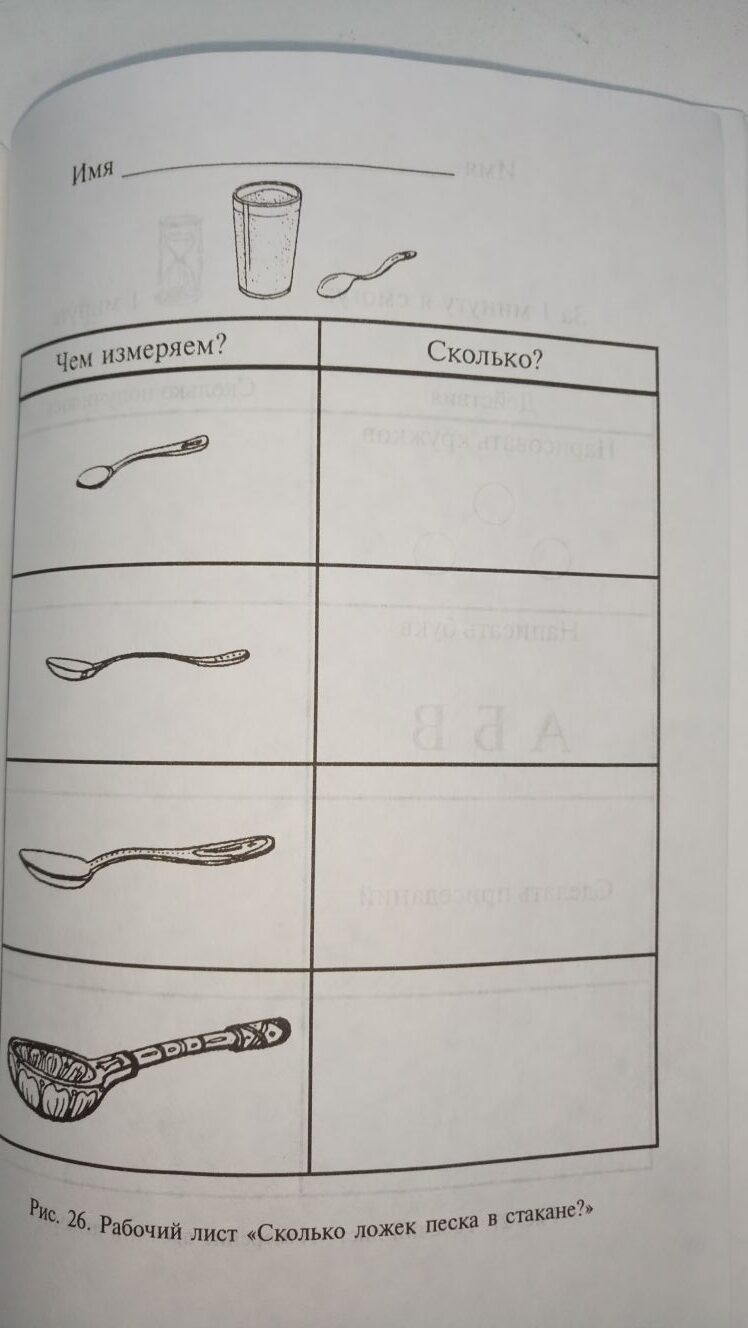 Имя
Чем измеряем?
Сколько?
Рис. 26. Рабочий лист «Сколько ложек песка в стакане?»